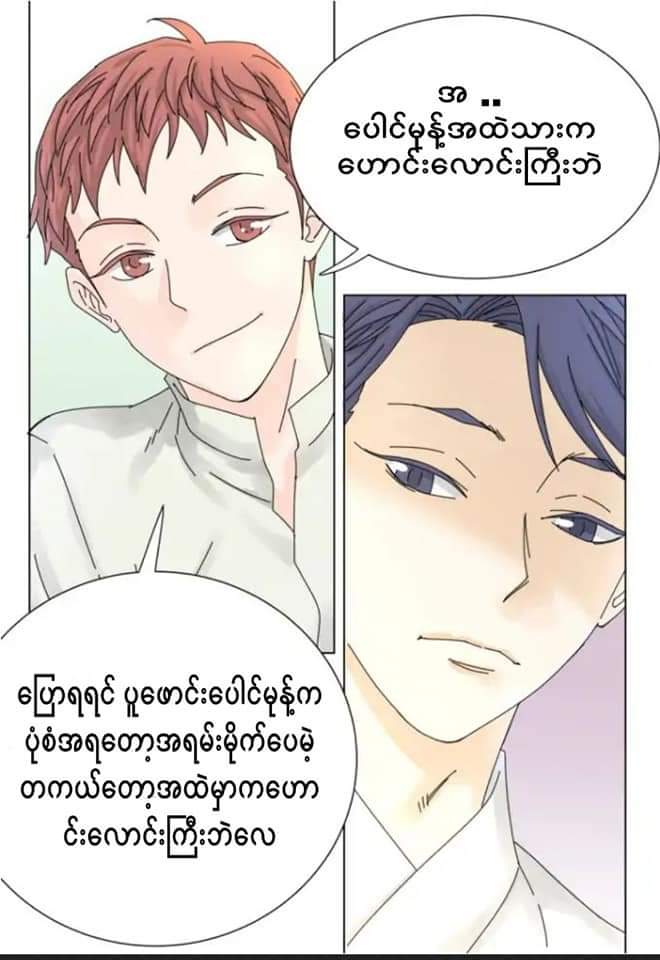 အ ..
ပေါင်မုန့်အထဲသားက
ဟောင်းလောင်းကြီးဘဲ
ပြောရရင် ပူဖောင်းပေါင်မုန့်က
ပုံစံအရတော့အရမ်းမိုက်ပေမဲ့
တကယ်တော့အထဲမှာကဟော
င်းလောင်းကြီးဘဲလေ